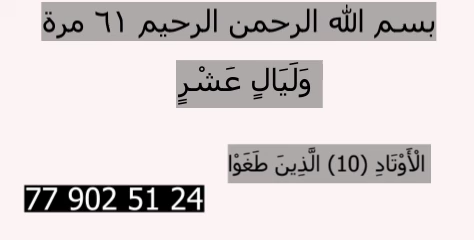 بسم الله الرحمن الرحيم ٦١ مرة
وَلَيَالٍ عَشْرٍ
الْأَوْتَادِ (10) الَّذِينَ طَغَوْا
77 902 51 24